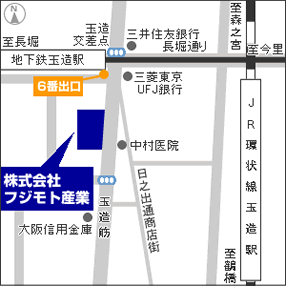 玉造
交差点
三井住友銀行
長堀通り
至森之宮
至長堀
至今里
地下鉄玉造駅
6番出口
三菱東京
UFJ銀行
JR環状線玉造駅
中村医院
株式会社
フジモト産業
日之出通商店街
玉造筋
大阪信用金庫
至鶴橋